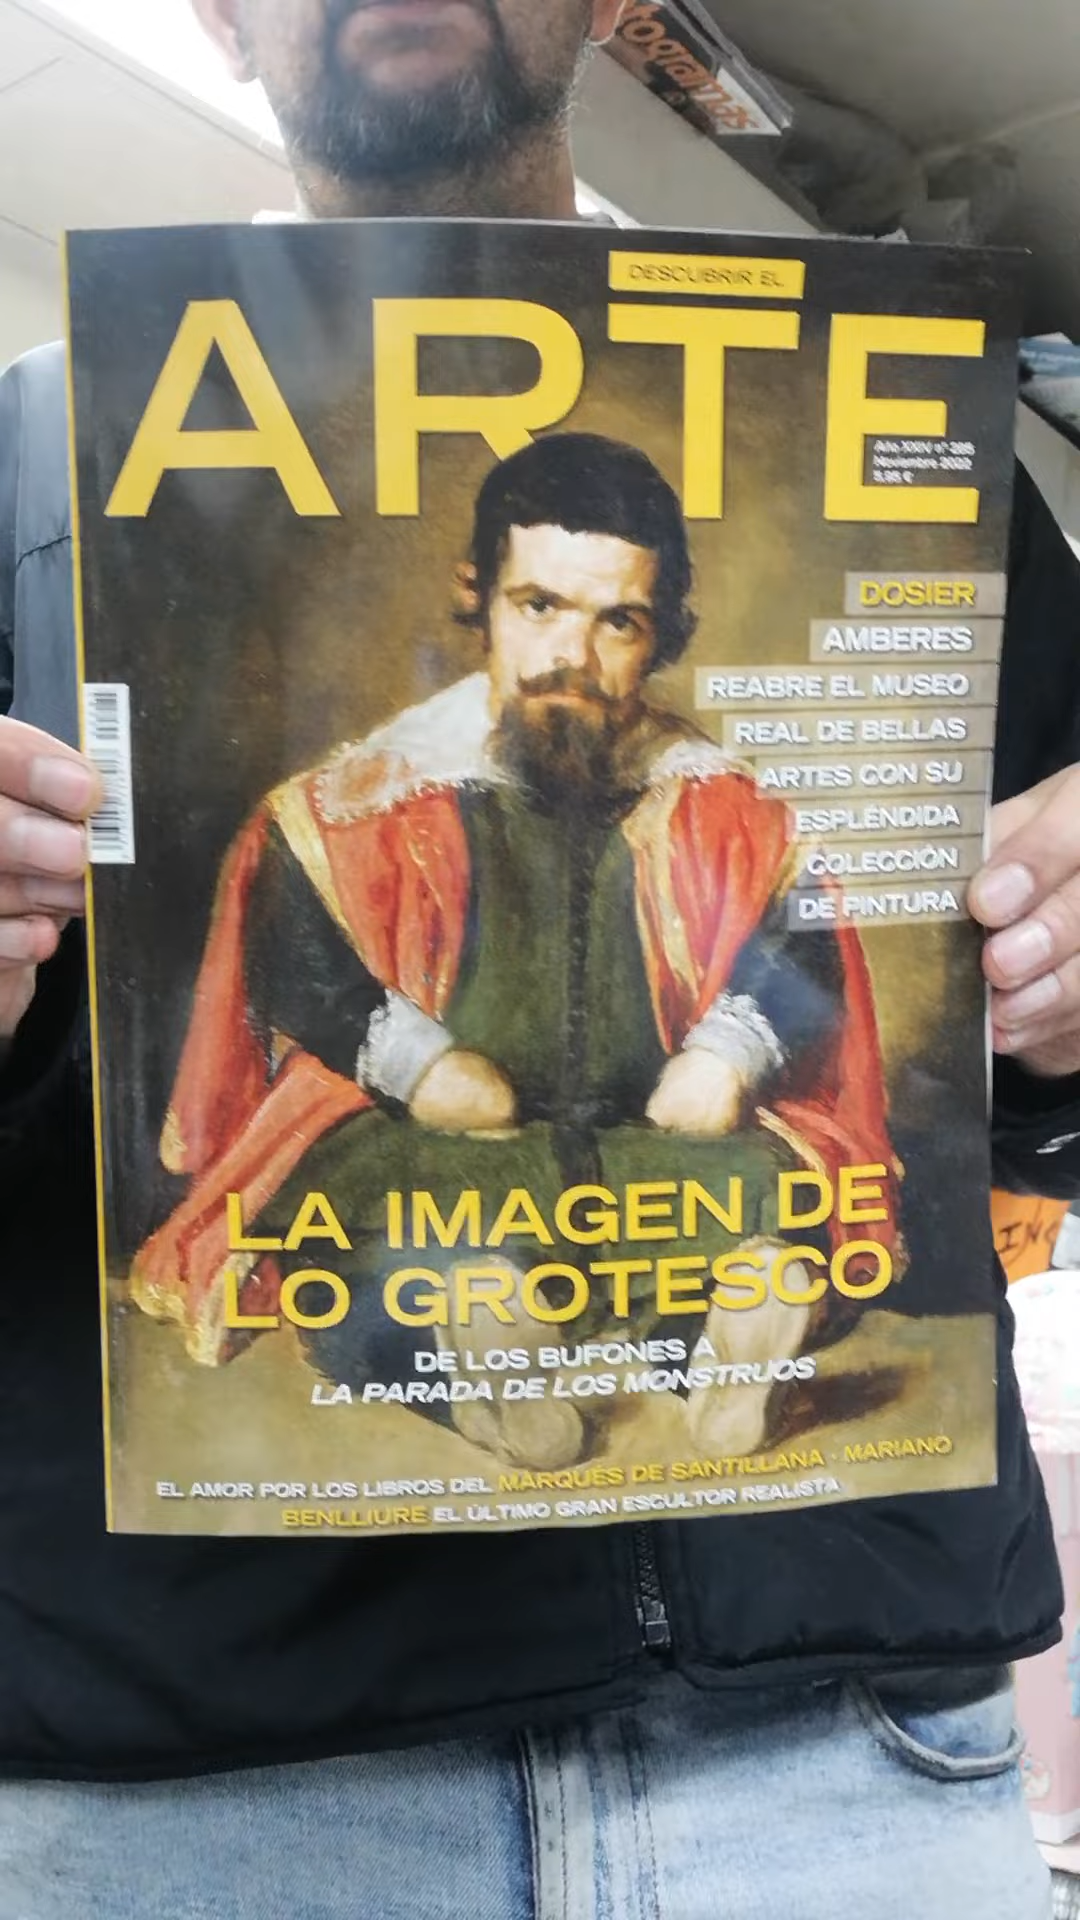 togramas
DESCUBRIR EL
ARTE
Año XXIV nº 285
Noviembre 2022
5,95 €
DOSIER
AMBERES
REABRE EL MUSEO
REAL DE BELLAS
ARTES CON SU
ESPLÉNDIDA
COLECCIÓN
DE PINTURA
LA IMAGEN DE
LO GROTESCO
DE LOS BUFONES A
LA PARADA DE LOS MONSTRUOS
EL AMOR POR LOS LIBROS DEL MARQUÉS DE SANTILLANA · MARIANO
BENLLIURE EL ÚLTIMO GRAN ESCULTOR REALISTA